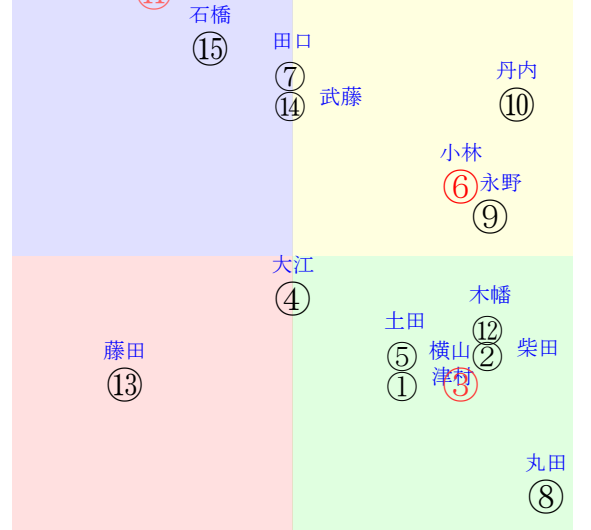 ⑪
石橋
⑮
田口
⑦
⑭ 武藤
丹内
⑩
小林
⑥ 永野
⑨
大江
④
木幡
⑫
土田
⑤ 横山 ② 柴田
① 津村 ③
藤田
⑬
丸田
⑧